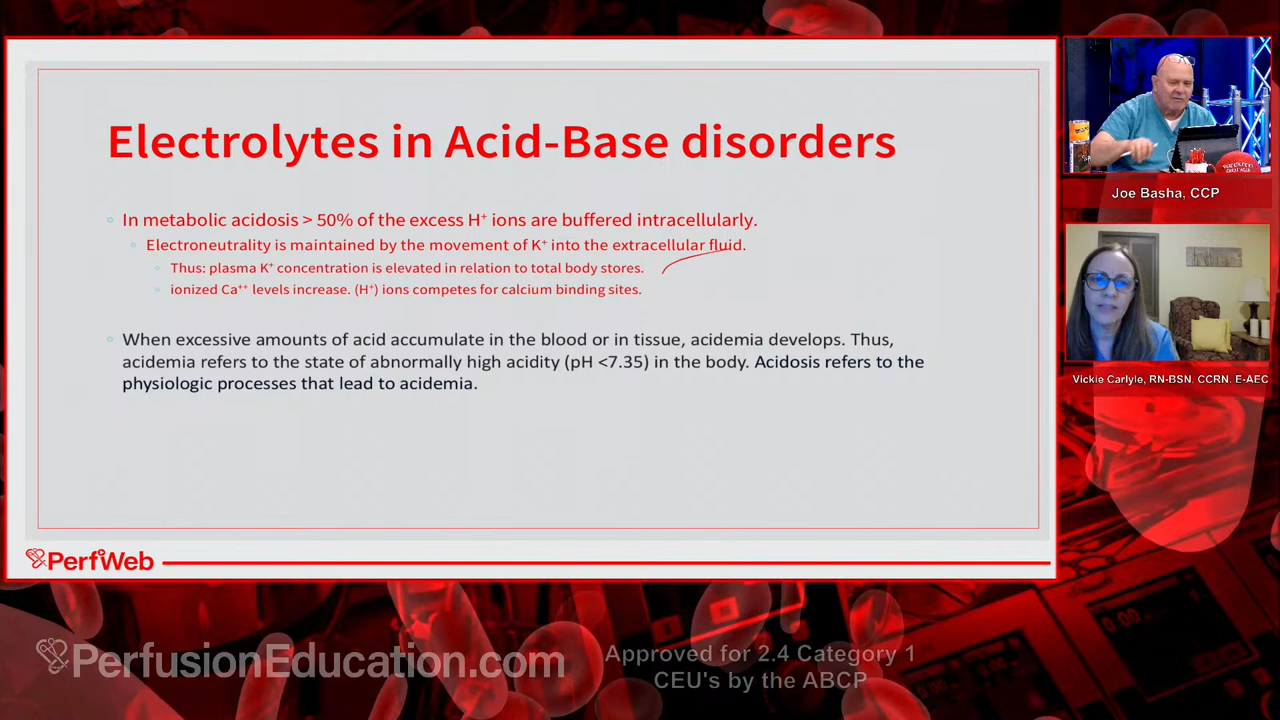 Electrolytes in Acid-Base disorders
In metabolic acidosis > 50% of the excess H⁺ ions are buffered intracellularly.
Electroneutrality is maintained by the movement of K⁺ into the extracellular fluid.
Thus: plasma K⁺ concentration is elevated in relation to total body stores.
ionized Ca⁺⁺ levels increase. (H⁺) ions competes for calcium binding sites.
When excessive amounts of acid accumulate in the blood or in tissue, acidemia develops. Thus,
acidemia refers to the state of abnormally high acidity (pH <7.35) in the body. Acidosis refers to the
physiologic processes that lead to acidemia.
PerfWeb
Joe Basha, CCP
Vickie Carlyle, RN-BSN, CCRN, E-AEC
PerfusionEducation.com
Approved for 2.4 Category 1
CEU's by the ABCP
0.00